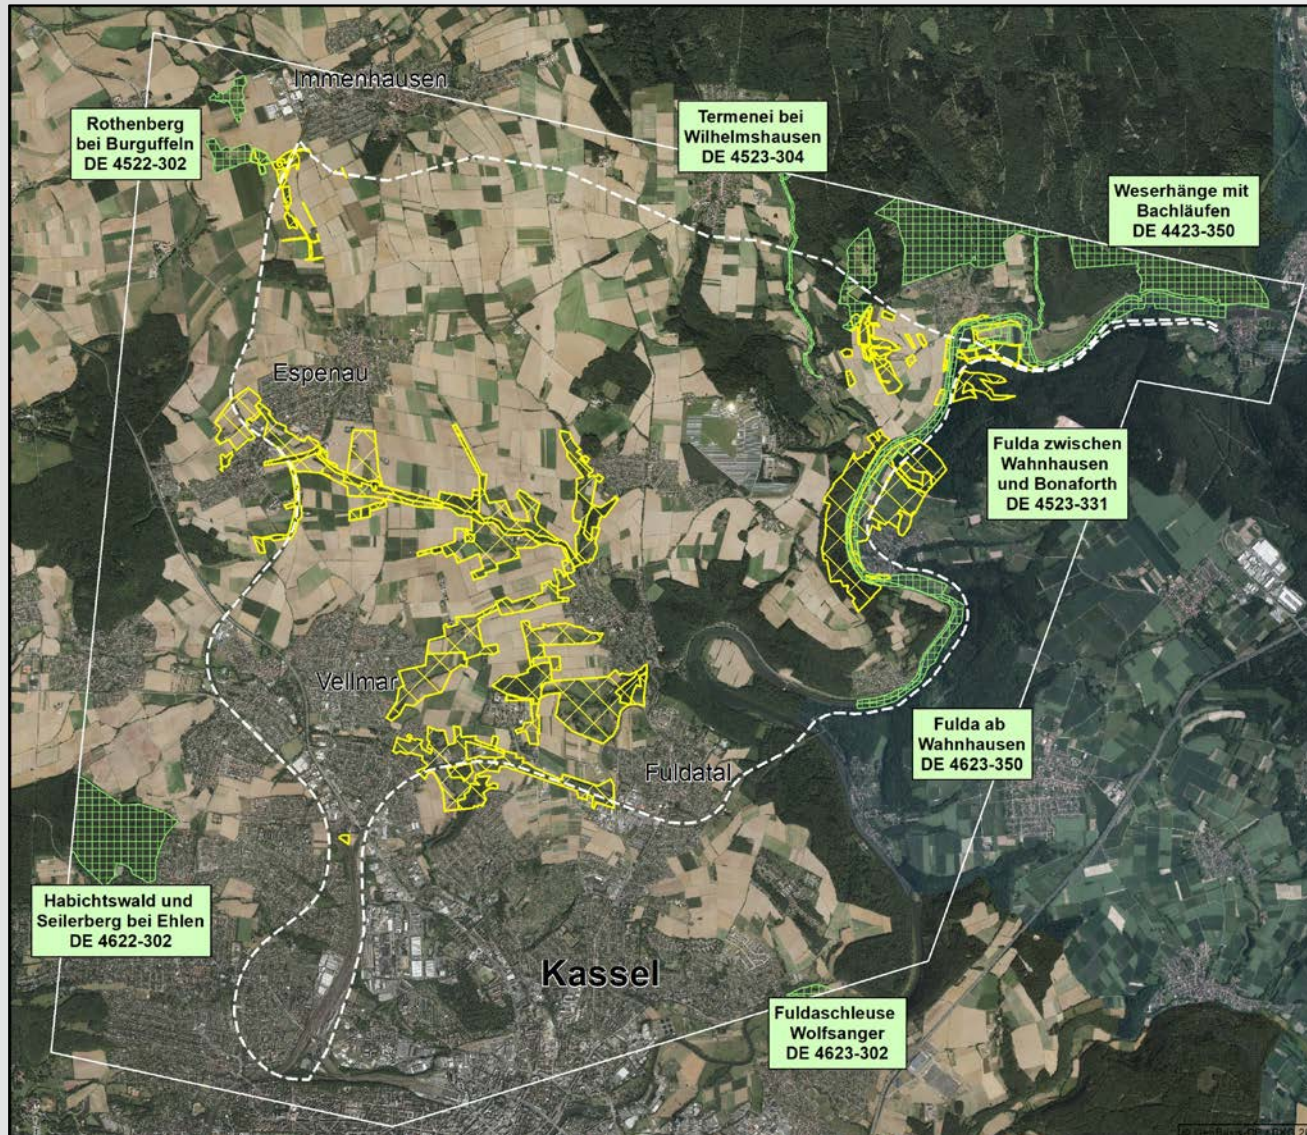 Immenhausen
Rothenberg
bei Burguffeln
DE 4522-302
Termenei bei
Wilhelmshausen
DE 4523-304
Weserhänge mit
Bachläufen
DE 4423-350
Espenau
Fulda zwischen
Wahnhausen
und Bonaforth
DE 4523-331
Vellmar
Fulda ab
Wahnhausen
DE 4623-350
Fuldatal
Habichtswald und
Seilerberg bei Ehlen
DE 4622-302
Kassel
Fuldaschleuse
Wolfsanger
DE 4623-302